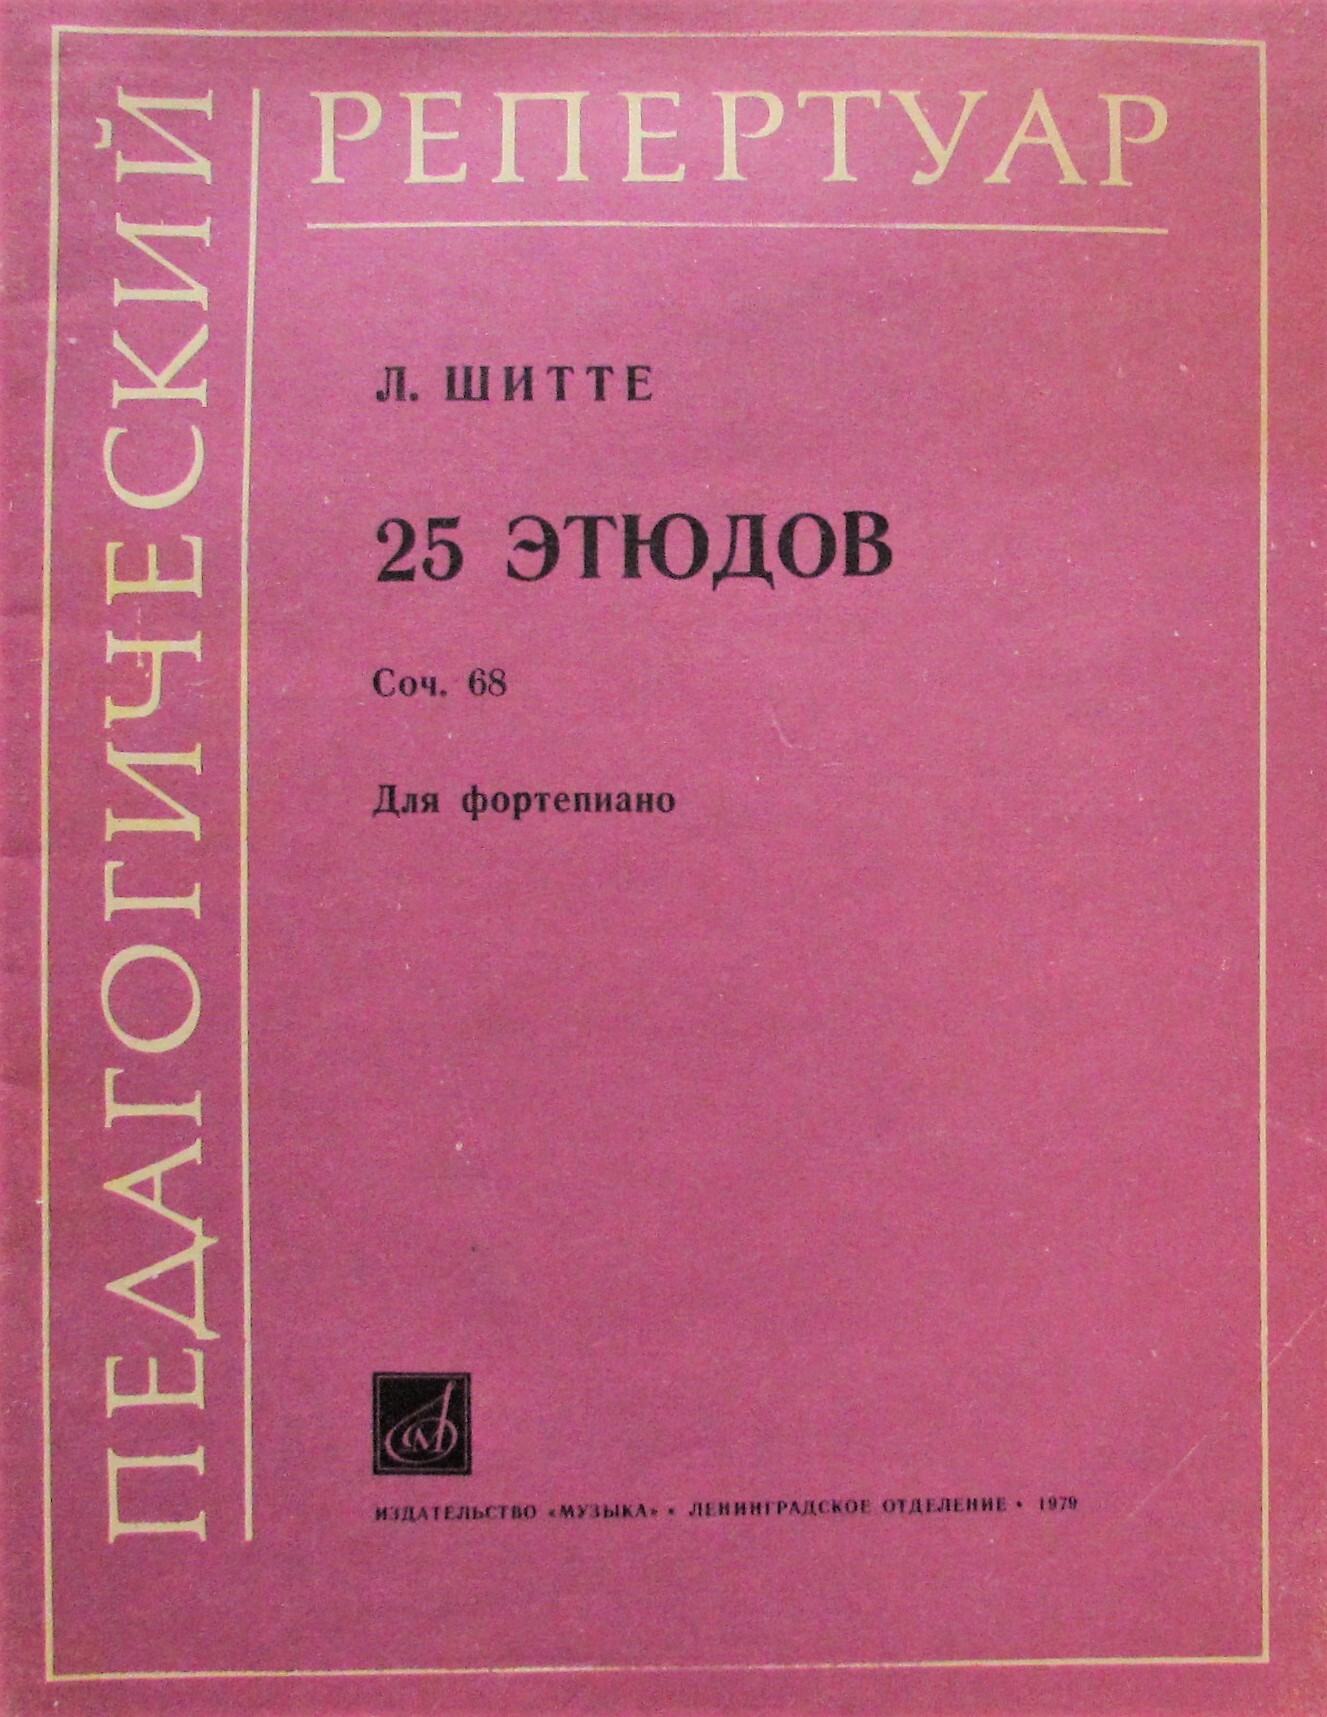 ПЕДАГОГИЧЕСКИЙ
РЕПЕРТУАР
Л. ШИТТЕ
25 ЭТЮДОВ
Соч. 68
Для фортепиано
М
ИЗДАТЕЛЬСТВО «МУЗЫКА» • ЛЕНИНГРАДСКОЕ ОТДЕЛЕНИЕ • 1979